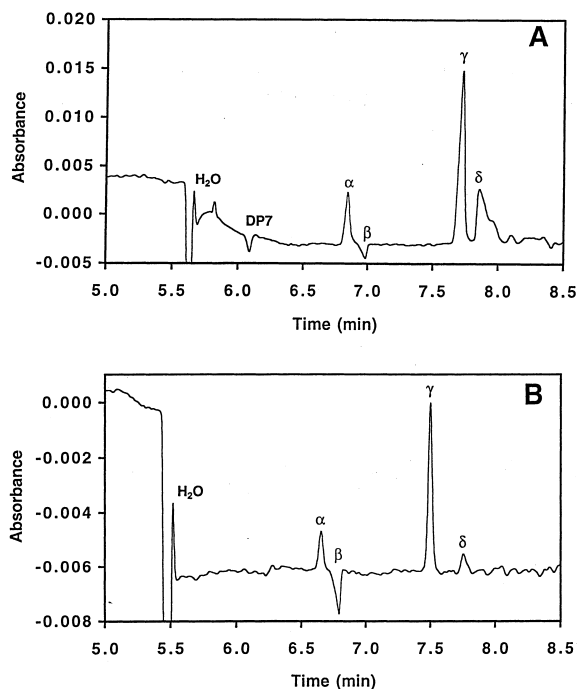 A
0.020
0.015
0.010
0.005
0.000
-0.005
Absorbance
H₂O
DP7
α
β
γ
δ
5.0 5.5 6.0 6.5 7.0 7.5 8.0 8.5
Time (min)
B
0.000
-0.002
-0.004
-0.006
-0.008
Absorbance
H₂O
α
β
γ
δ
5.0 5.5 6.0 6.5 7.0 7.5 8.0 8.5
Time (min)